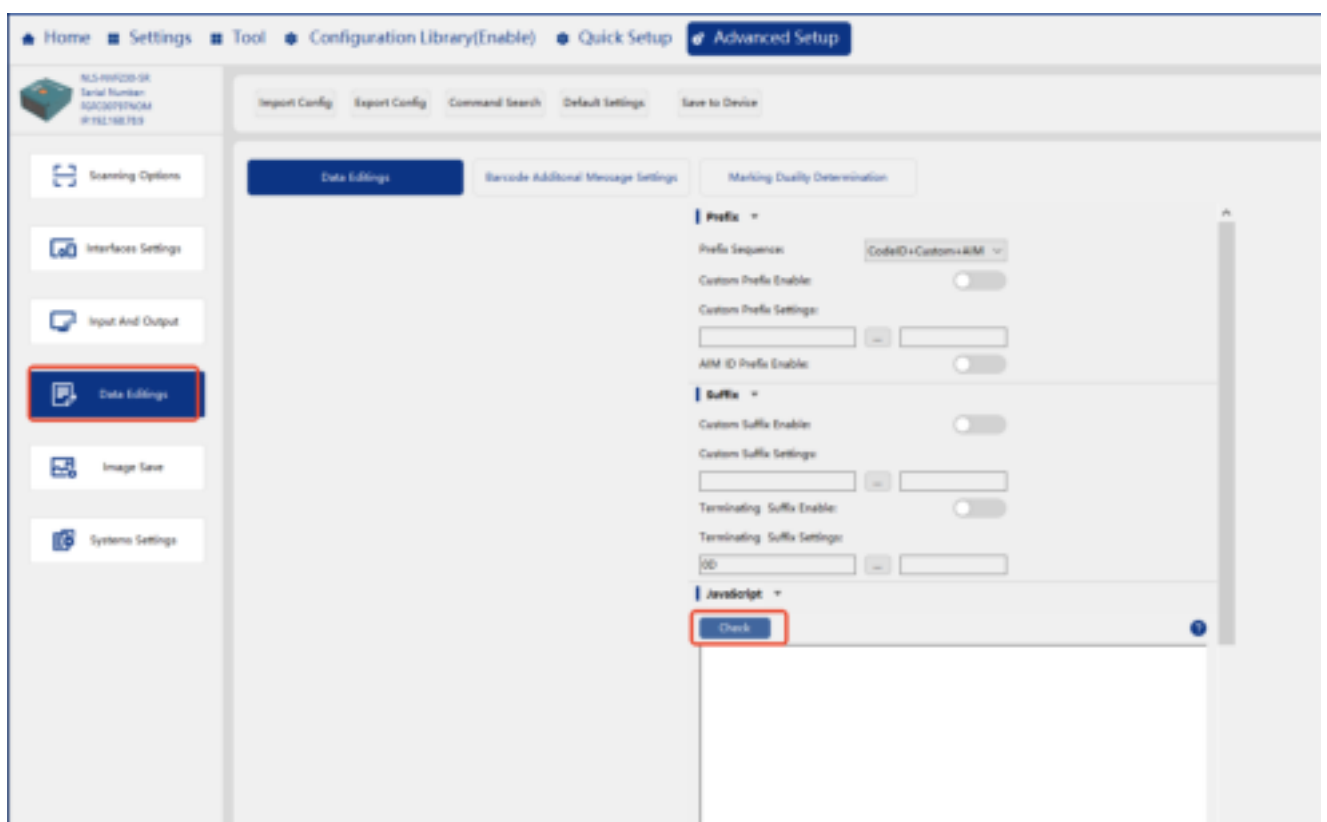 Home Settings Tool Configuration Library(Enable) Quick Setup Advanced Setup
Serial Number:
Import Config Export Config Command Search Default Settings Save to Device
Scanning Options
Interfaces Settings
Input And Output
Data Editings
Image Save
Systems Settings
Data Editings Barcode Additonal Message Settings Marking Duality Determination
Prefix
Prefix Sequence: CodeID+Custom+AIM
Custom Prefix Enable:
Custom Prefix Settings:
...
AIM ID Prefix Enable:
Suffix
Custom Suffix Enable:
Custom Suffix Settings:
...
Terminating Suffix Enable:
Terminating Suffix Settings:
0D ...
JavaScript
Check ?